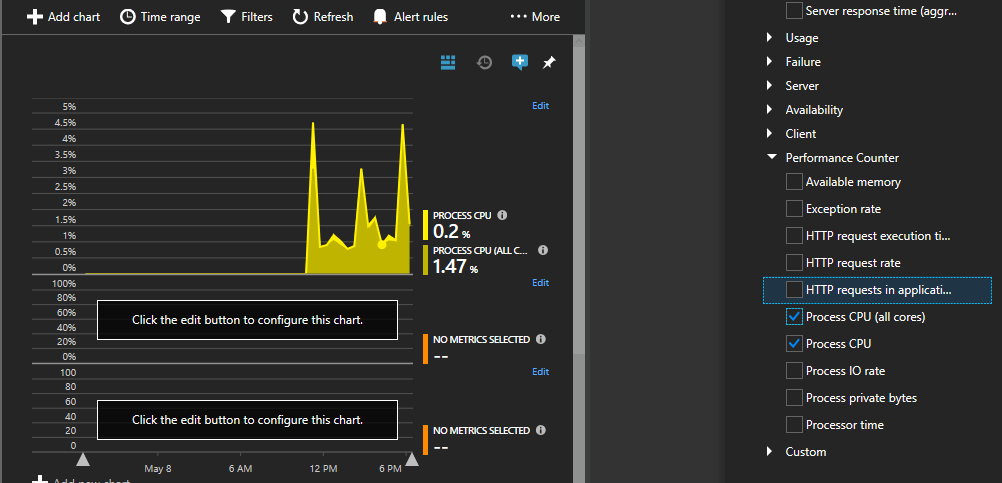 Add chart
Time range
Filters
Refresh
Alert rules
More
Edit
5%
4.5%
4%
3.5%
3%
2.5%
2%
1.5%
1%
0.5%
0%
PROCESS CPU
0.2 %
PROCESS CPU (ALL C...
1.47 %
Edit
100%
80%
60%
40%
20%
0%
Click the edit button to configure this chart.
NO METRICS SELECTED
--
Edit
100
80
60
40
20
0
Click the edit button to configure this chart.
NO METRICS SELECTED
--
May 8
6 AM
12 PM
6 PM
Add new chart
Server response time (aggr...
Usage
Failure
Server
Availability
Client
Performance Counter
Available memory
Exception rate
HTTP request execution ti...
HTTP request rate
HTTP requests in applicati...
Process CPU (all cores)
Process CPU
Process IO rate
Process private bytes
Processor time
Custom